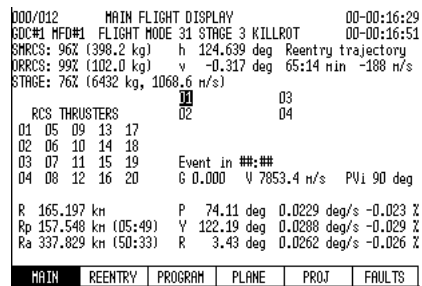 000/012 MAIN FLIGHT DISPLAY 00-00:16:29
GDC#1 MFD#1 FLIGHT MODE 31 STAGE 3 KILLROT 00-00:16:51
SMRCS: 96% (398.2 kg) h 124.639 deg Reentry trajectory
ORRCS: 99% (102.0 kg) v -0.317 deg 65:14 min -188 m/s
STAGE: 76% (6432 kg, 1068.6 m/s)
01 03
RCS THRUSTERS 02 04
01 05 09 13 17
02 06 10 14 18
03 07 11 15 19 Event in ##:##
04 08 12 16 20 G 0.000 V 7853.4 m/s PVi 90 deg
R 165.197 km P 74.11 deg 0.0229 deg/s -0.023 %
Rp 157.548 km (05:49) Y 122.19 deg 0.0288 deg/s -0.029 %
Ra 337.829 km (50:33) R 3.43 deg 0.0262 deg/s -0.026 %
MAIN REENTRY PROGRAM PLANE PROJ FAULTS